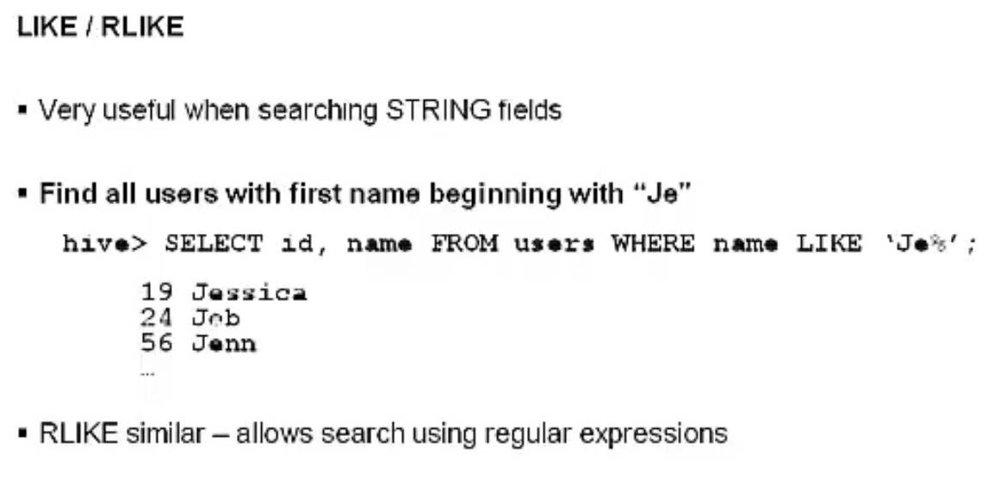 LIKE / RLIKE
▪ Very useful when searching STRING fields
▪ Find all users with first name beginning with “Je”
hive> SELECT id, name FROM users WHERE name LIKE ‘Je%’;
19 Jessica
24 Jeb
56 Jenn
...
▪ RLIKE similar – allows search using regular expressions